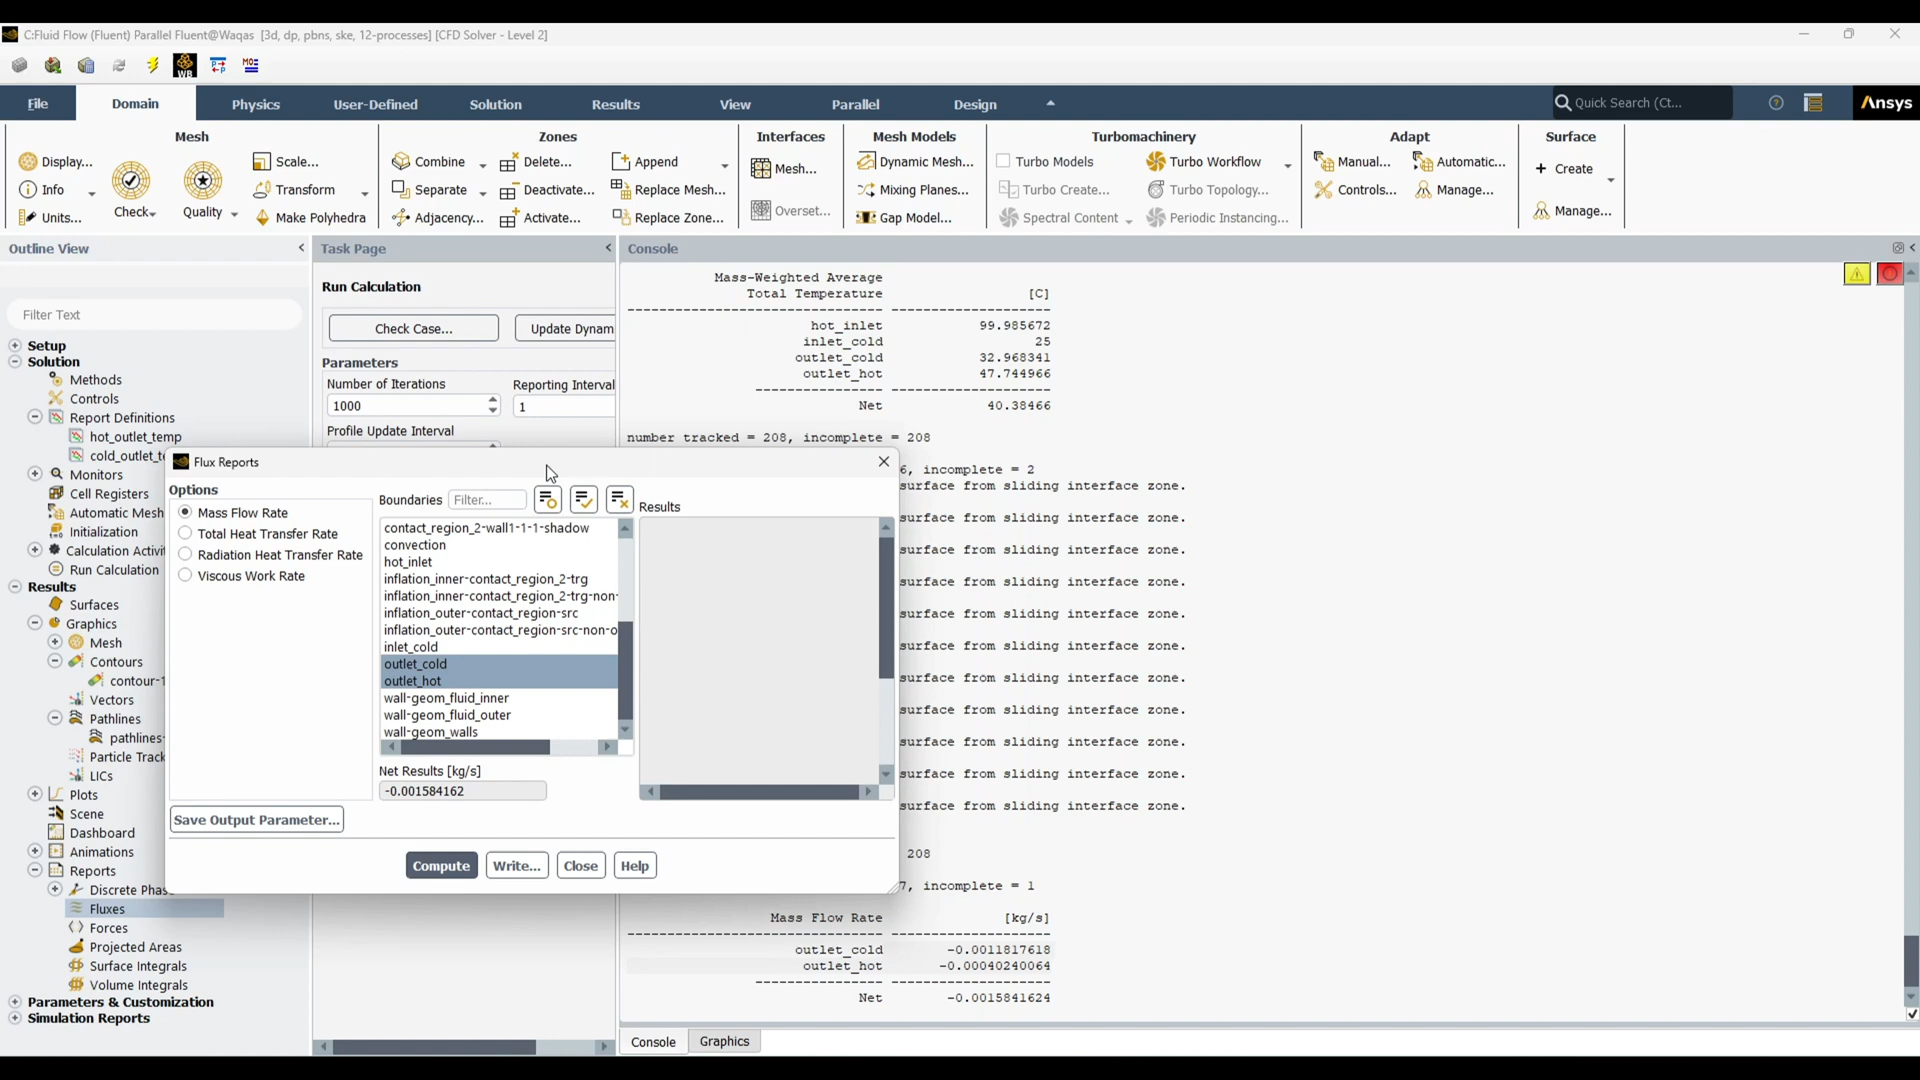 C:Fluid Flow (Fluent) Parallel Fluent@Waqas [3d, dp, pbns, ske, 12-processes] [CFD Solver - Level 2]
WB
File Domain Physics User-Defined Solution Results View Parallel Design Quick Search (Ct... Ansys
Mesh Zones Interfaces Mesh Models Turbomachinery Adapt Surface
Display... Scale... Combine Delete... Append Mesh... Dynamic Mesh... Turbo Models Turbo Workflow Manual... Automatic... Create
Info Transform Separate Deactivate... Replace Mesh... Mixing Planes... Turbo Create... Turbo Topology... Controls... Manage...
Check Quality Overset... Manage...
Units... Make Polyhedra Adjacency... Activate... Replace Zone... Gap Model... Spectral Content Periodic Instancing...
Outline View
Filter Text
Setup
Solution
Methods
Controls
Report Definitions
hot_outlet_temp
cold_outlet_te
Monitors
Cell Registers
Automatic Mesh
Initialization
Calculation Activi
Run Calculation
Results
Surfaces
Graphics
Mesh
Contours
contour-1
Vectors
Pathlines
pathlines-
Particle Track
LICs
Plots
Scene
Dashboard
Animations
Reports
Discrete Phas
Fluxes
Forces
Projected Areas
Surface Integrals
Volume Integrals
Parameters & Customization
Simulation Reports
Task Page
Run Calculation
Check Case... Update Dynam
Parameters
Number of Iterations Reporting Interval
1000 1
Profile Update Interval
Flux Reports
Options
Mass Flow Rate
Total Heat Transfer Rate
Radiation Heat Transfer Rate
Viscous Work Rate
Save Output Parameter...
Boundaries Filter...
contact_region_2-wall1-1-1-shadow
convection
hot_inlet
inflation_inner-contact_region_2-trg
inflation_inner-contact_region_2-trg-non-
inflation_outer-contact_region-src
inflation_outer-contact_region-src-non-o
inlet_cold
outlet_cold
outlet_hot
wall-geom_fluid_inner
wall-geom_fluid_outer
wall-geom_walls
Net Results [kg/s]
-0.001584162
Results
Compute Write... Close Help
Console
Mass-Weighted Average
Total Temperature [C]
-------------------------------- --------------------
hot_inlet 99.985672
inlet_cold 25
outlet_cold 32.968341
outlet_hot 47.744966
---------------- --------------------
Net 40.38466
number tracked = 208, incomplete = 208
6, incomplete = 2
surface from sliding interface zone.
surface from sliding interface zone.
surface from sliding interface zone.
surface from sliding interface zone.
surface from sliding interface zone.
surface from sliding interface zone.
surface from sliding interface zone.
surface from sliding interface zone.
surface from sliding interface zone.
surface from sliding interface zone.
surface from sliding interface zone.
208
7, incomplete = 1
Mass Flow Rate [kg/s]
-------------------------------- --------------------
outlet_cold -0.0011817618
outlet_hot -0.00040240064
---------------- --------------------
Net -0.0015841624
Console Graphics